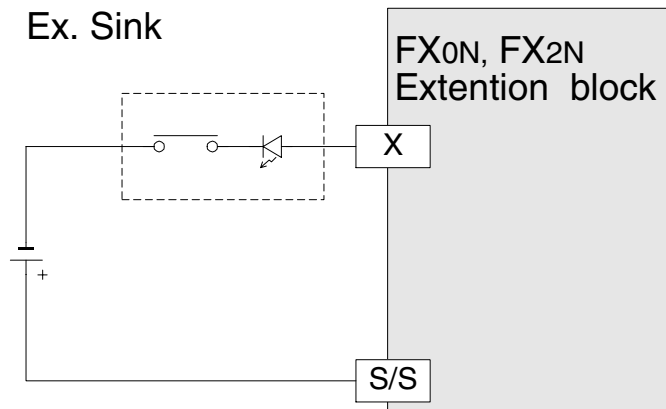 Ex. Sink
FX0N, FX2N
Extention block
X
+
S/S